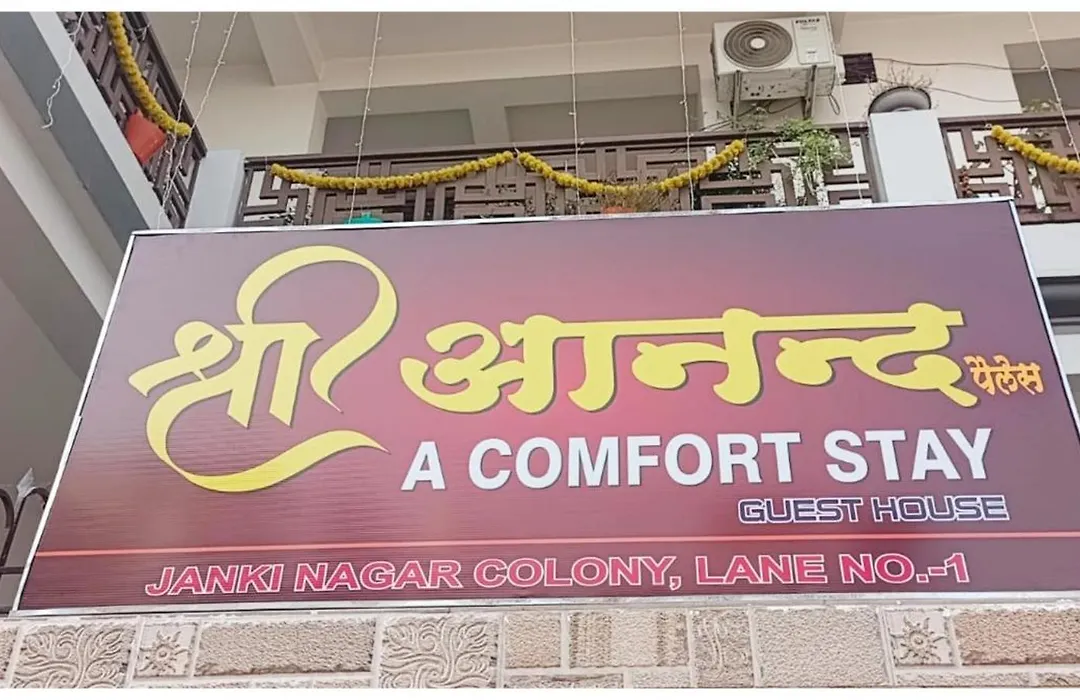 श्री आनन्द पैलेस
A COMFORT STAY
GUEST HOUSE
JANKI NAGAR COLONY, LANE NO.-1